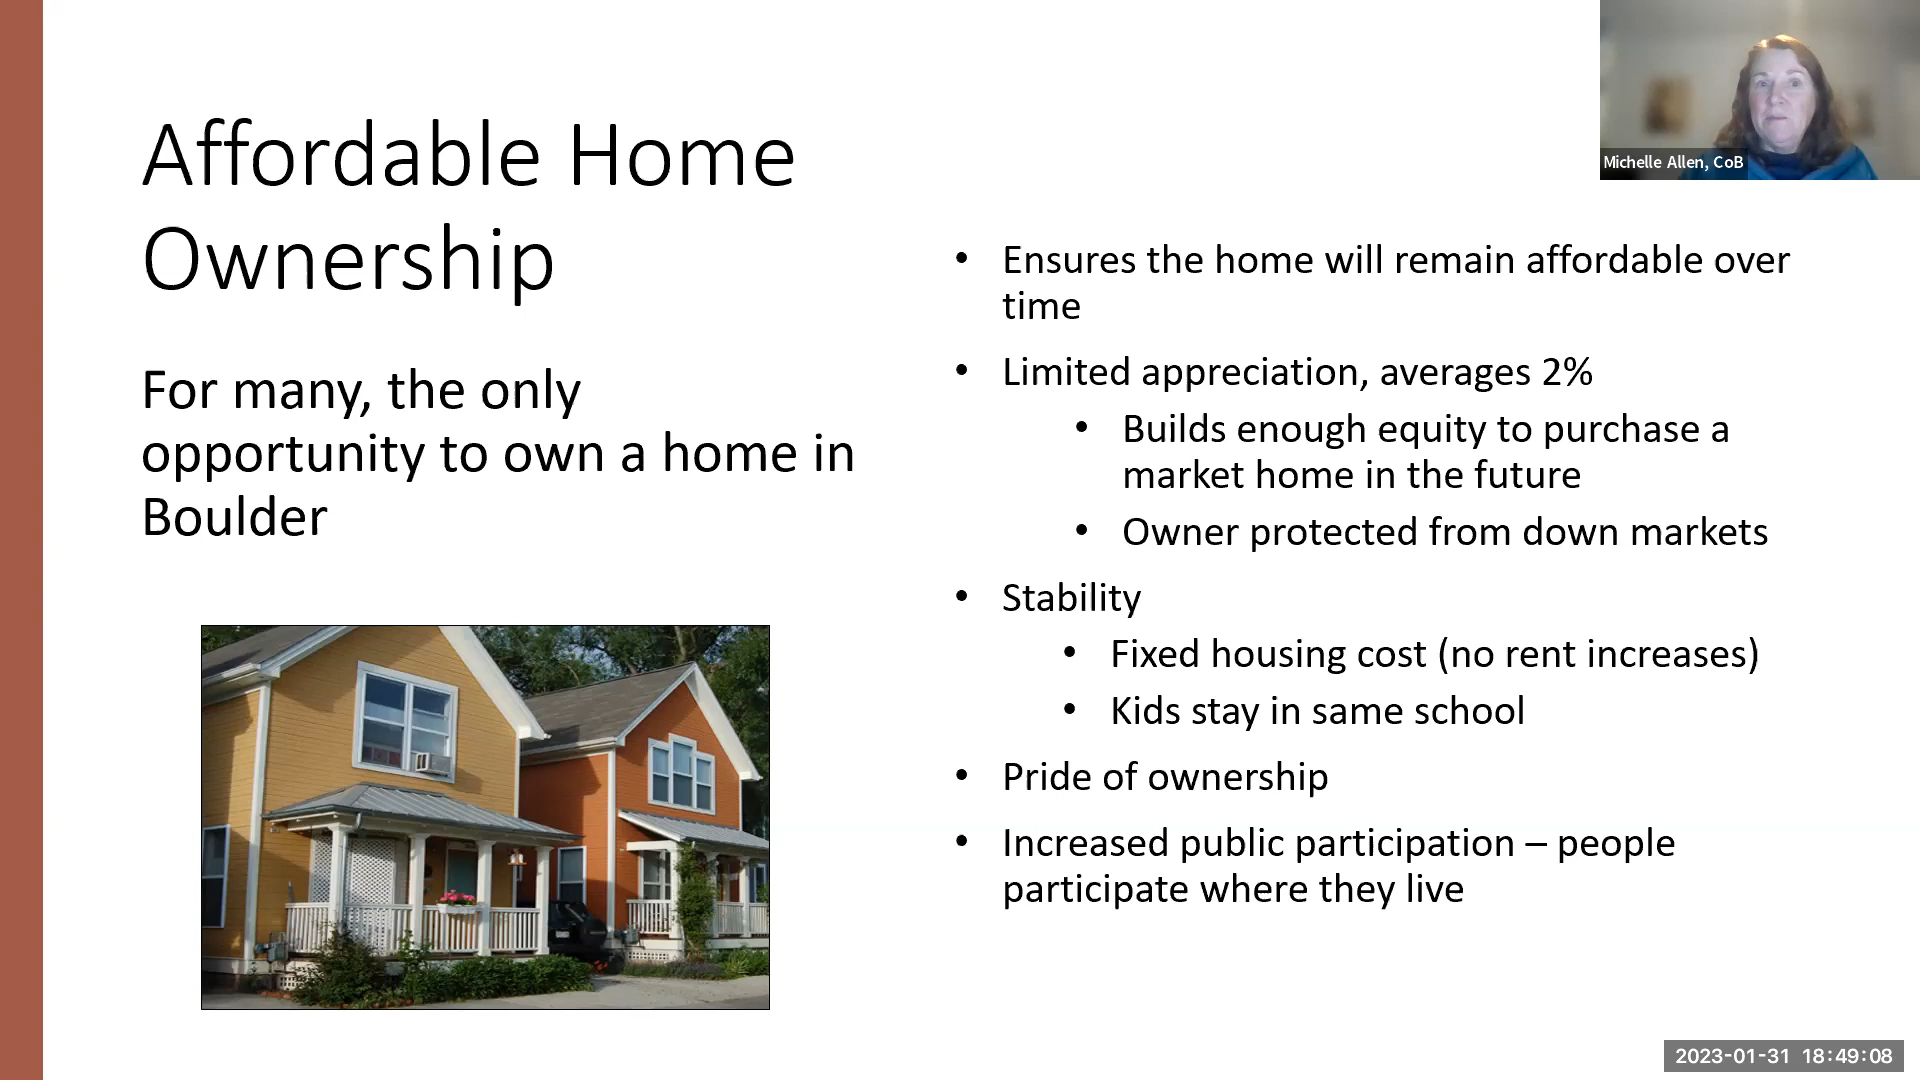 Affordable Home
Ownership
For many, the only
opportunity to own a home in
Boulder
Michelle Allen, CoB
• Ensures the home will remain affordable over
time
• Limited appreciation, averages 2%
• Builds enough equity to purchase a
market home in the future
• Owner protected from down markets
• Stability
• Fixed housing cost (no rent increases)
• Kids stay in same school
• Pride of ownership
• Increased public participation – people
participate where they live
2023-01-31 18:49:08